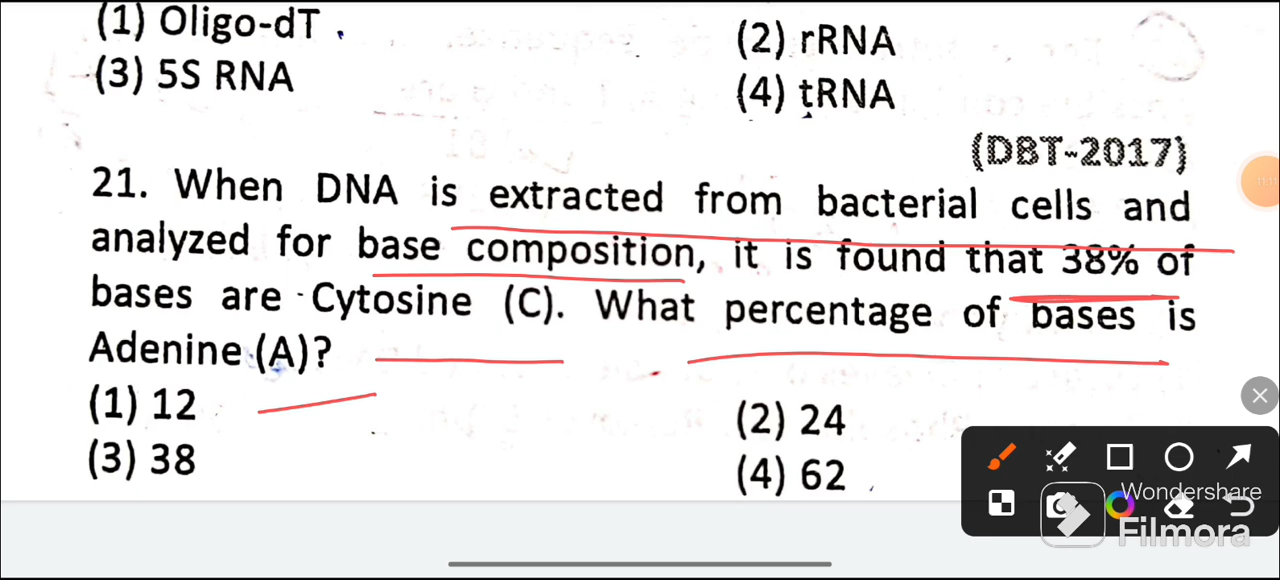 (1) Oligo-dT
(2) rRNA
(3) 5S RNA
(4) tRNA
(DBT-2017)
21. When DNA is extracted from bacterial cells and
analyzed for base composition, it is found that 38% of
bases are Cytosine (C). What percentage of bases is
Adenine (A)?
(1) 12
(2) 24
(3) 38
(4) 62
Wondershare
Filmora